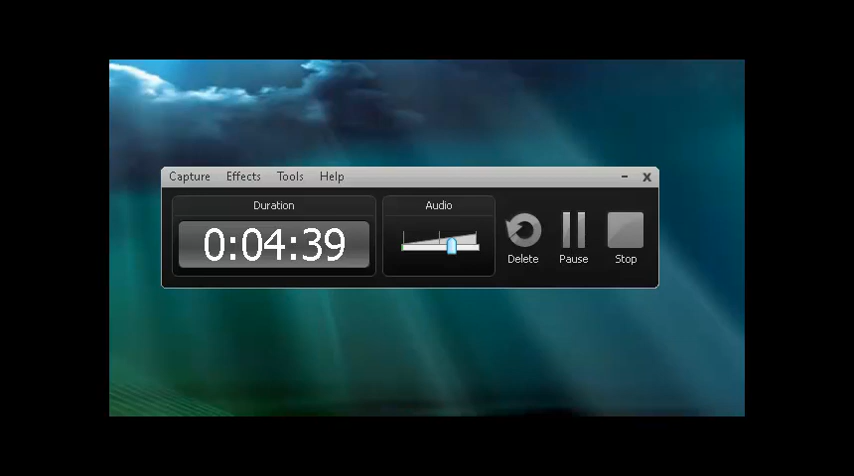 Capture Effects Tools Help – x
Duration Audio
0:04:39
Delete Pause Stop